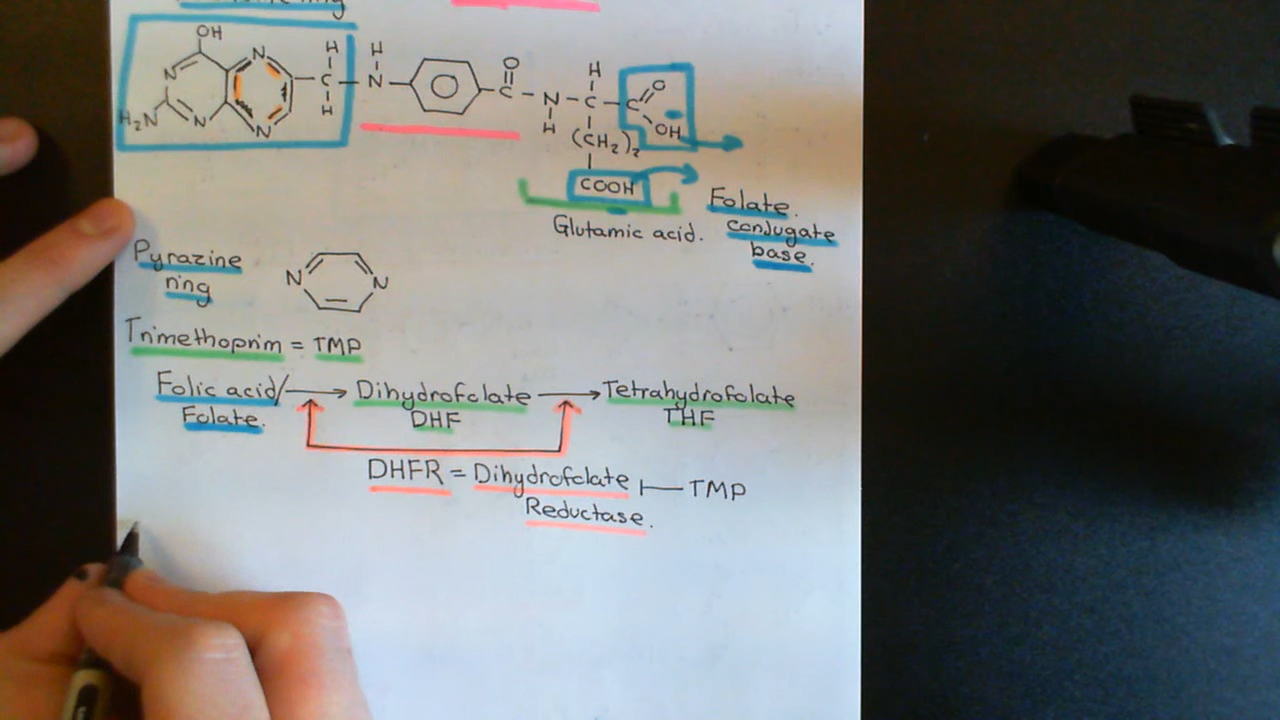 OH
H H O H O
N N C N C N C C
H₂N N N H H OH
(CH₂)₂
COOH
Glutamic acid.
Folate.
conjugate
base.
Pyrazine
ring
N N
Trimethoprim = TMP
Folic acid/ Dihydrofolate Tetrahydrofolate
Folate. DHF THF
DHFR = Dihydrofolate TMP
Reductase.